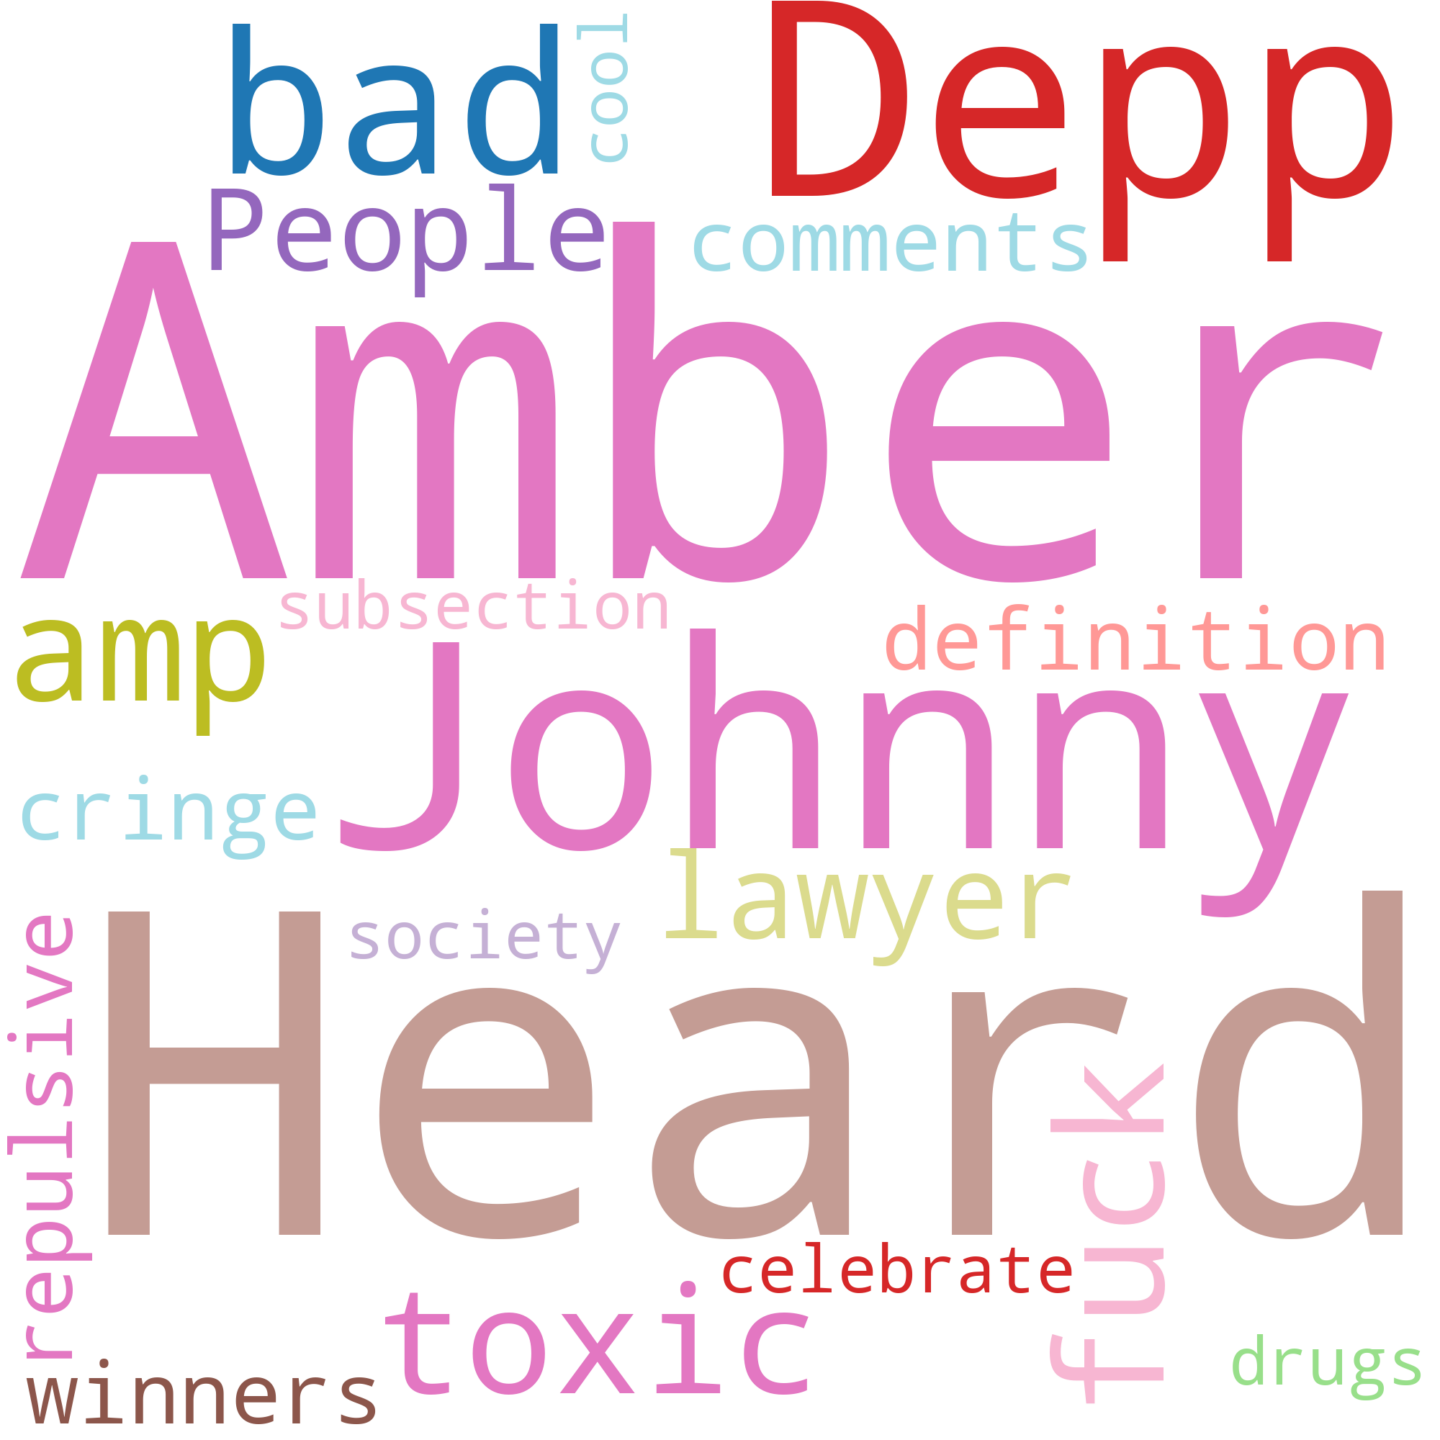 bad
cool
Depp
People
comments
Amber
subsection
amp
definition
Johnny
cringe
lawyer
society
repulsive
Heard
fuck
celebrate
toxic
drugs
winners